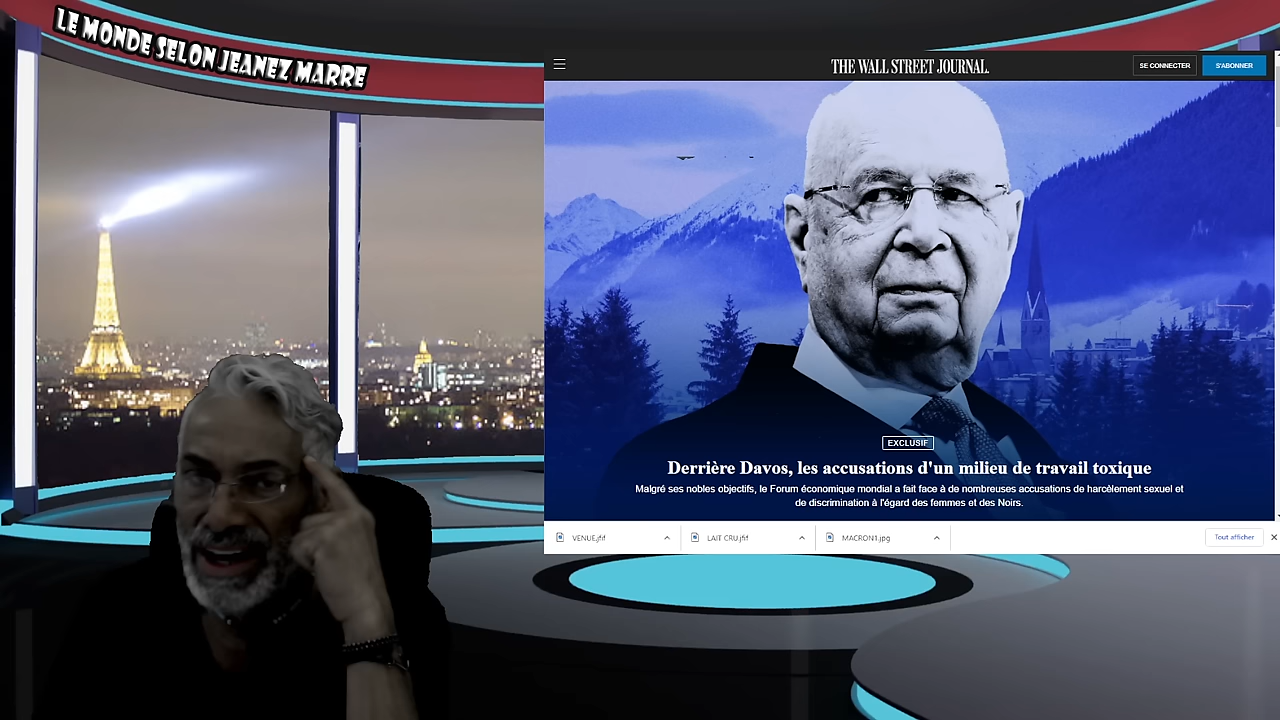 LE MONDE SELON JEANEZ MARRE
THE WALL STREET JOURNAL.
SE CONNECTER
S'ABONNER
EXCLUSIF
Derrière Davos, les accusations d'un milieu de travail toxique
Malgré ses nobles objectifs, le Forum économique mondial a fait face à de nombreuses accusations de harcèlement sexuel et
de discrimination à l'égard des femmes et des Noirs.
VENUE.jfif
LAIT CRU.jfif
MACRON1.jpg
Tout afficher